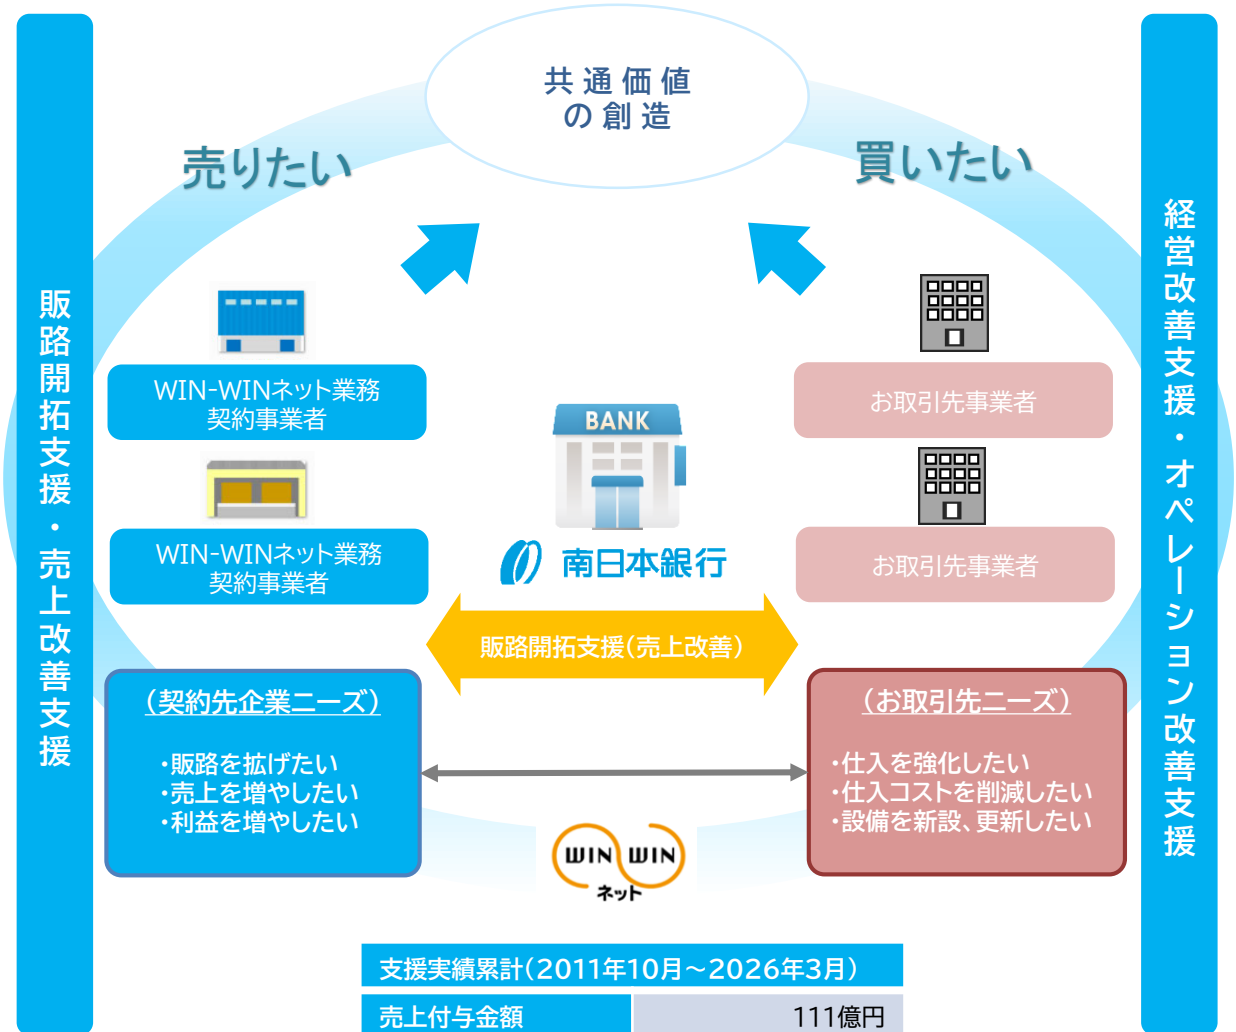 共通価値
の創造
売りたい
買いたい
販路開拓支援・売上改善支援
経営改善支援・オペレーション改善支援
WIN-WINネット業務
契約事業者
お取引先事業者
BANK
WIN-WINネット業務
契約事業者
お取引先事業者
南日本銀行
販路開拓支援(売上改善)
(契約先企業ニーズ)
・販路を拡げたい
・売上を増やしたい
・利益を増やしたい
(お取引先ニーズ)
・仕入を強化したい
・仕入コストを削減したい
・設備を新設、更新したい
WIN WIN
ネット
支援実績累計(2011年10月~2026年3月)
売上付与金額 111億円